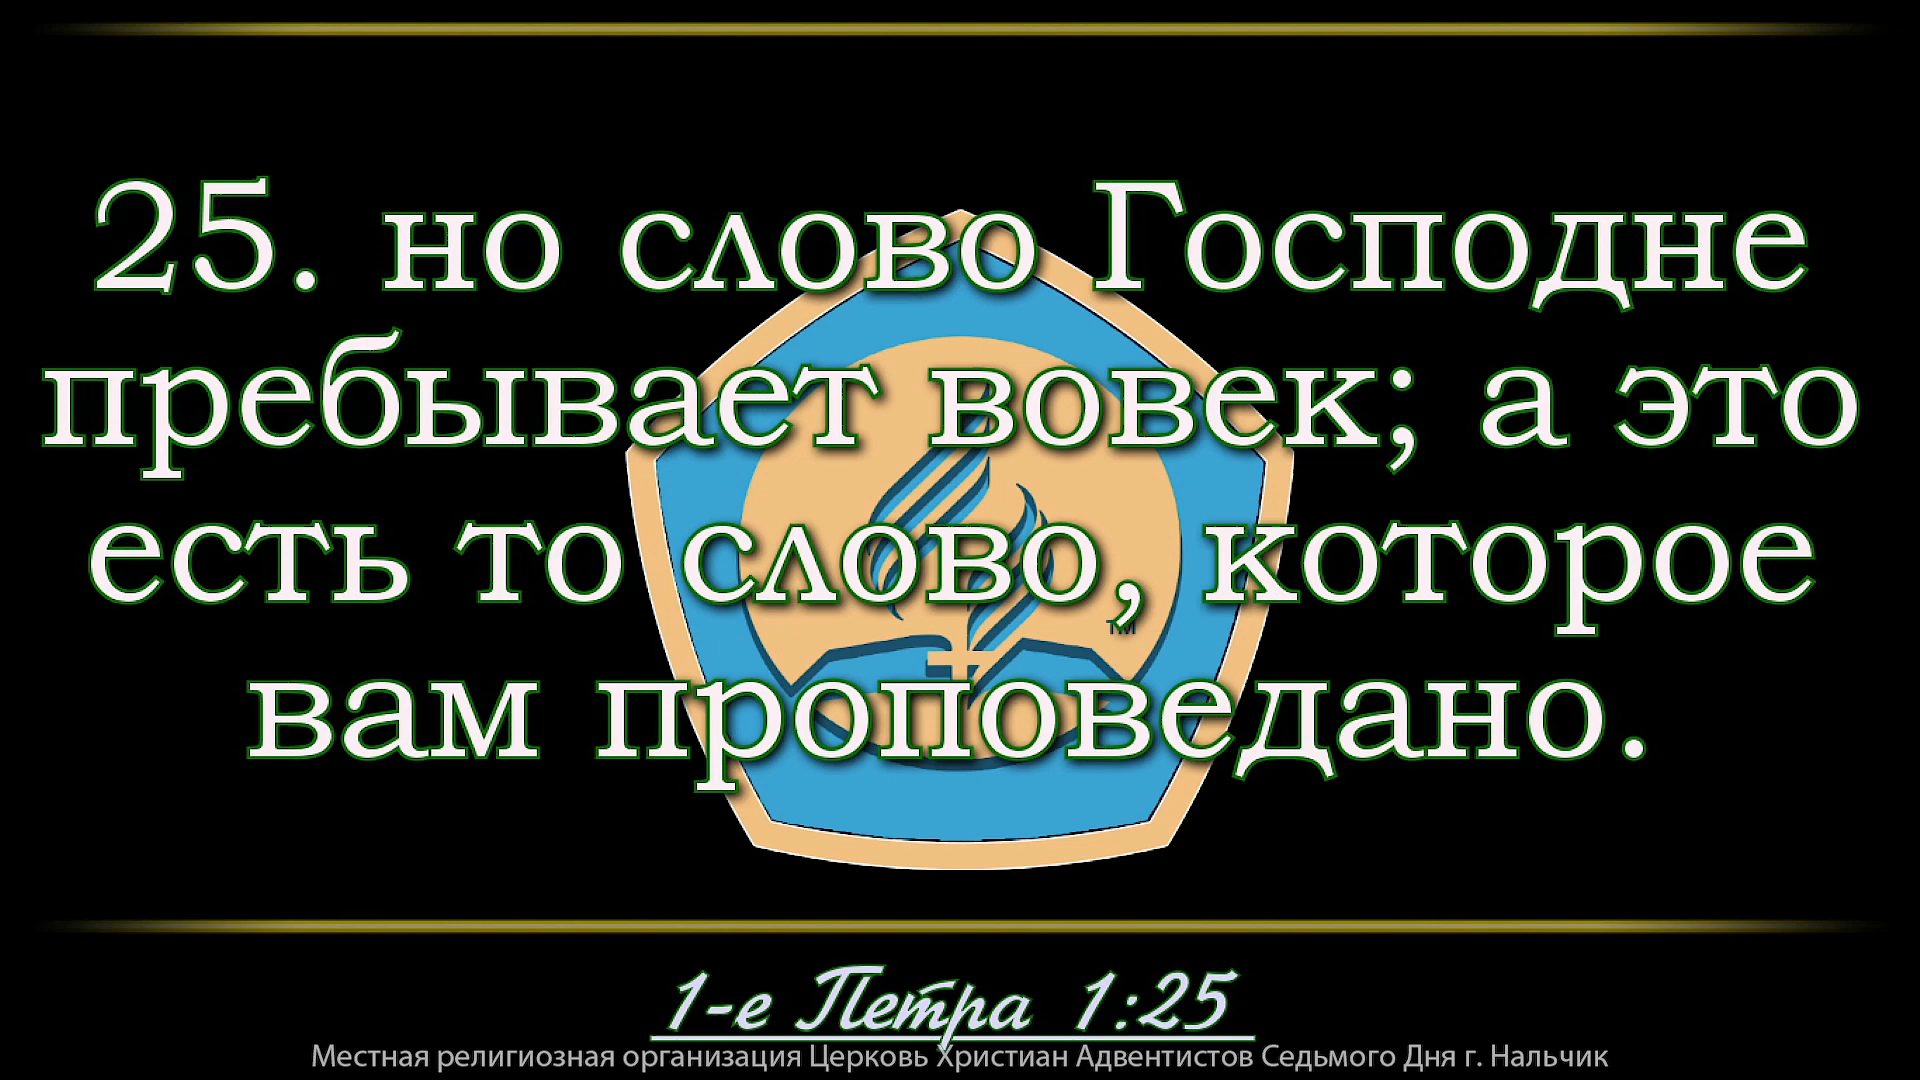 25. но слово Господне
пребывает вовек; а это
есть то слово, которое
вам проповедано.
TM
1-е Петра 1:25
Местная религиозная организация Церковь Христиан Адвентистов Седьмого Дня г. Нальчик